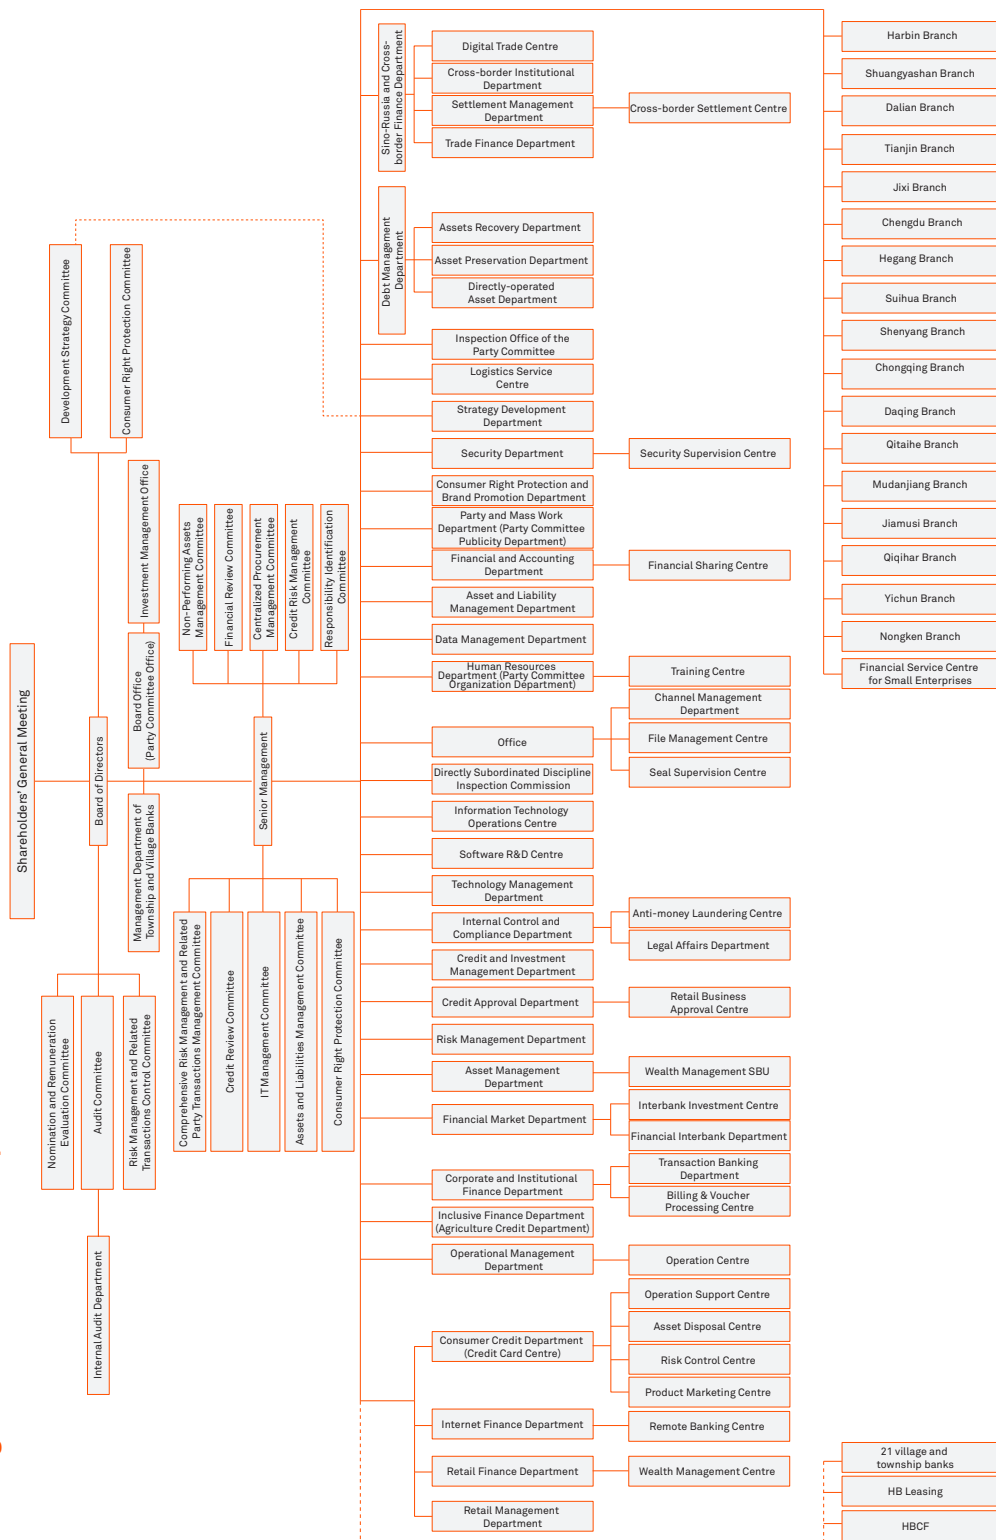 Shareholders' General Meeting
Board of Directors
Development Strategy Committee
Consumer Right Protection Committee
Investment Management Office
Board Office
(Party Committee Office)
Management Department of
Township and Village Banks
Nomination and Remuneration
Evaluation Committee
Audit Committee
Risk Management and Related
Transactions Control Committee
Internal Audit Department
Senior Management
Non-Performing Assets
Management Committee
Financial Review Committee
Centralized Procurement
Management Committee
Credit Risk Management
Committee
Responsibility Identification
Committee
Comprehensive Risk Management and Related
Party Transactions Management Committee
Credit Review Committee
IT Management Committee
Assets and Liabilities Management Committee
Consumer Right Protection Committee
Sino-Russia and Cross-
border Finance Department
Digital Trade Centre
Cross-border Institutional
Department
Settlement Management
Department
Cross-border Settlement Centre
Trade Finance Department
Debt Management
Department
Assets Recovery Department
Asset Preservation Department
Directly-operated
Asset Department
Inspection Office of the
Party Committee
Logistics Service
Centre
Strategy Development
Department
Security Department
Security Supervision Centre
Consumer Right Protection and
Brand Promotion Department
Party and Mass Work
Department (Party Committee
Publicity Department)
Financial and Accounting
Department
Financial Sharing Centre
Asset and Liability
Management Department
Data Management Department
Human Resources
Department (Party Committee
Organization Department)
Training Centre
Office
Channel Management
Department
File Management Centre
Seal Supervision Centre
Directly Subordinated Discipline
Inspection Commission
Information Technology
Operations Centre
Software R&D Centre
Technology Management
Department
Internal Control and
Compliance Department
Anti-money Laundering Centre
Legal Affairs Department
Credit and Investment
Management Department
Credit Approval Department
Retail Business
Approval Centre
Risk Management Department
Asset Management
Department
Wealth Management SBU
Financial Market Department
Interbank Investment Centre
Financial Interbank Department
Corporate and Institutional
Finance Department
Transaction Banking
Department
Billing & Voucher
Processing Centre
Inclusive Finance Department
(Agriculture Credit Department)
Operational Management
Department
Operation Centre
Consumer Credit Department
(Credit Card Centre)
Operation Support Centre
Asset Disposal Centre
Risk Control Centre
Product Marketing Centre
Internet Finance Department
Remote Banking Centre
Retail Finance Department
Wealth Management Centre
Retail Management
Department
Harbin Branch
Shuangyashan Branch
Dalian Branch
Tianjin Branch
Jixi Branch
Chengdu Branch
Hegang Branch
Suihua Branch
Shenyang Branch
Chongqing Branch
Daqing Branch
Qitaihe Branch
Mudanjiang Branch
Jiamusi Branch
Qiqihar Branch
Yichun Branch
Nongken Branch
Financial Service Centre
for Small Enterprises
21 village and
township banks
HB Leasing
HBCF